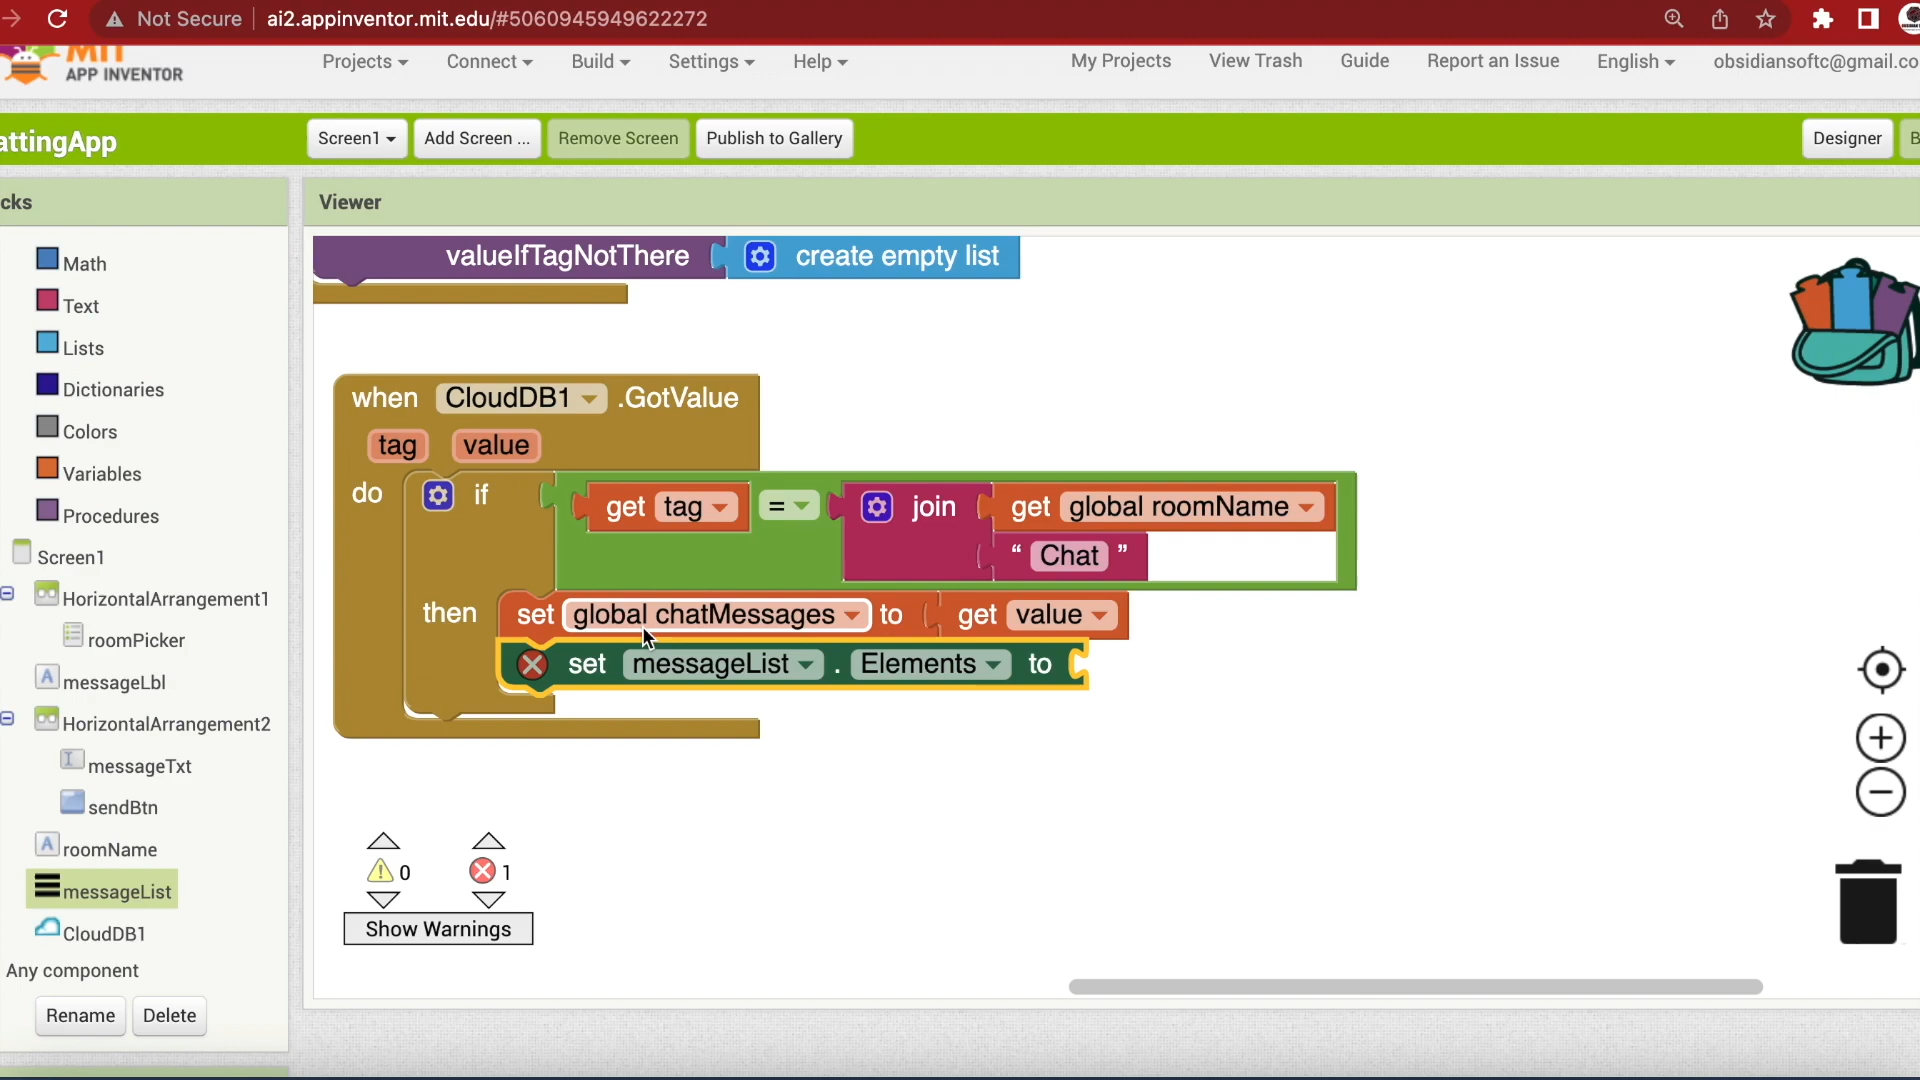 Not Secure ai2.appinventor.mit.edu/#5060945949622272
MIT
APP INVENTOR
Projects Connect Build Settings Help My Projects View Trash Guide Report an Issue English obsidiansoftc@gmail.co
attingApp Screen1 Add Screen ... Remove Screen Publish to Gallery Designer B
cks
Viewer
Math
Text
Lists
Dictionaries
Colors
Variables
Procedures
Screen1
HorizontalArrangement1
roomPicker
messageLbl
HorizontalArrangement2
messageTxt
sendBtn
roomName
messageList
CloudDB1
Any component
Rename Delete
valueIfTagNotThere create empty list
when CloudDB1 .GotValue
tag value
do if get tag = join get global roomName
“ Chat ”
then set global chatMessages to get value
set messageList . Elements to
0 1
Show Warnings